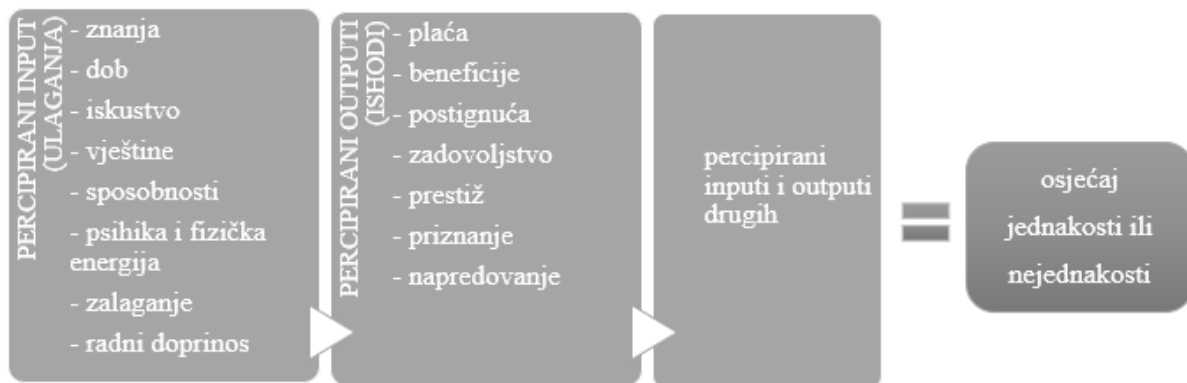 PERCIPIRANI INPUT
(ULAGANJA)
- znanja
- dob
- iskustvo
- vještine
- sposobnosti
- psihika i fizička
energija
- zalaganje
- radni doprinos
PERCIPIRANI OUTPUTI
(ISHODI)
- plaća
- beneficije
- postignuća
- zadovoljstvo
- prestiž
- priznanje
- napredovanje
percipirani
inputi i outputi
drugih
=
osjećaj
jednakosti ili
nejednakosti